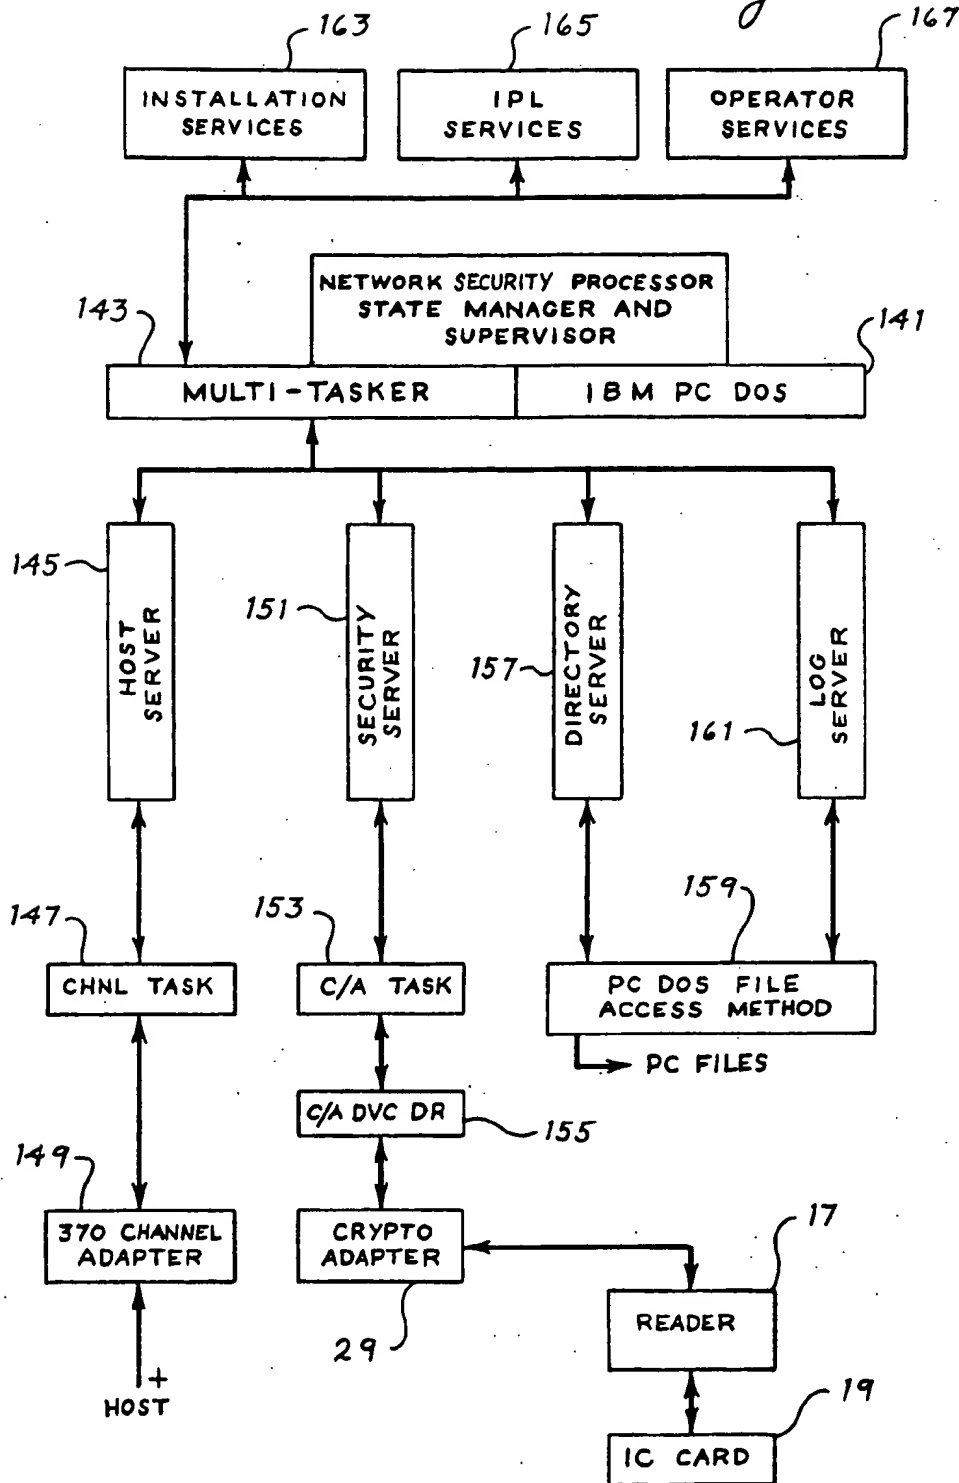 163
165
167
INSTALLATION
SERVICES
IPL
SERVICES
OPERATOR
SERVICES
NETWORK SECURITY PROCESSOR
STATE MANAGER AND
SUPERVISOR
143
141
MULTI-TASKER
IBM PC DOS
145
HOST
SERVER
151
SECURITY
SERVER
157
DIRECTORY
SERVER
161
LOG
SERVER
147
CHNL TASK
153
C/A TASK
159
PC DOS FILE
ACCESS METHOD
PC FILES
C/A DVC DR
155
149
370 CHANNEL
ADAPTER
CRYPTO
ADAPTER
29
17
READER
+
HOST
19
IC CARD